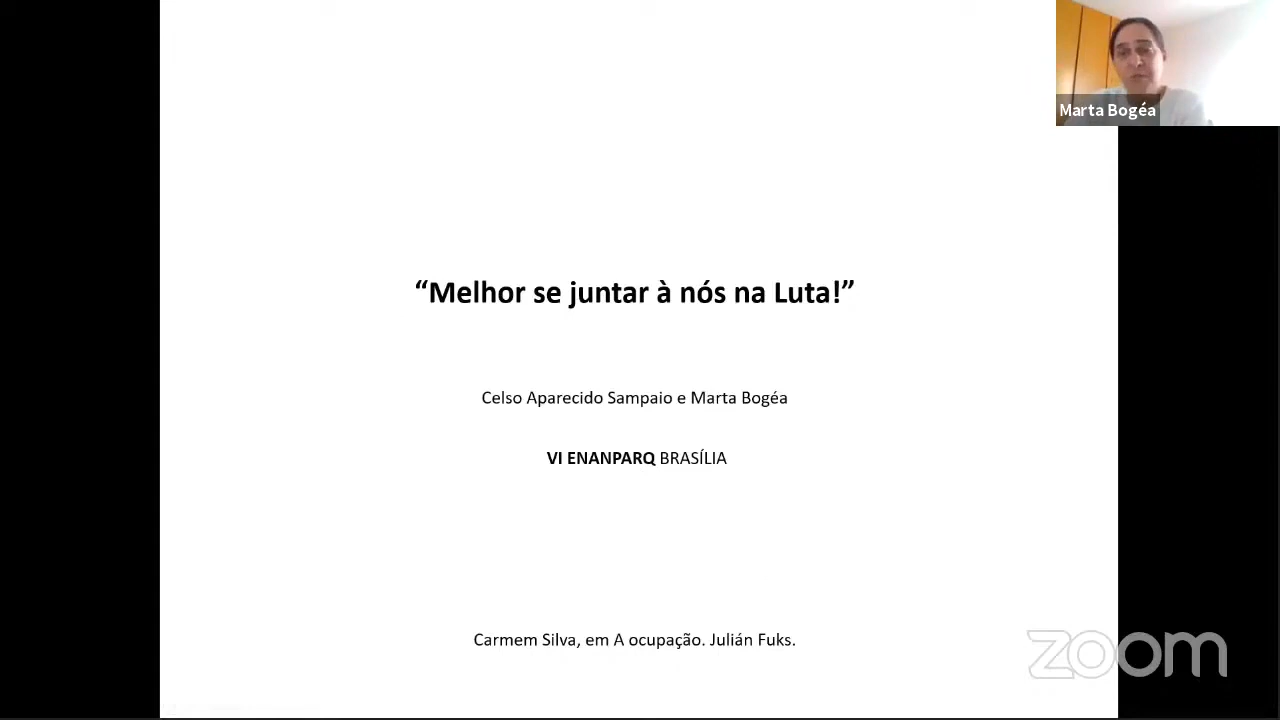 Marta Bogéa
“Melhor se juntar à nós na Luta!”
Celso Aparecido Sampaio e Marta Bogéa
VI ENANPARQ BRASÍLIA
Carmem Silva, em A ocupação. Julián Fuks.
zoom